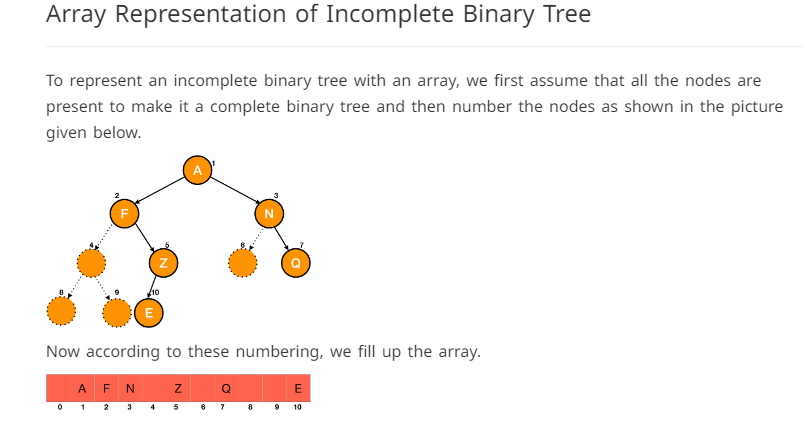 Array Representation of Incomplete Binary Tree
To represent an incomplete binary tree with an array, we first assume that all the nodes are
present to make it a complete binary tree and then number the nodes as shown in the picture
given below.
1
A
2 3
F N
4 5 6 7
Z Q
8 9 10
E
Now according to these numbering, we fill up the array.
A F N Z Q E
0 1 2 3 4 5 6 7 8 9 10